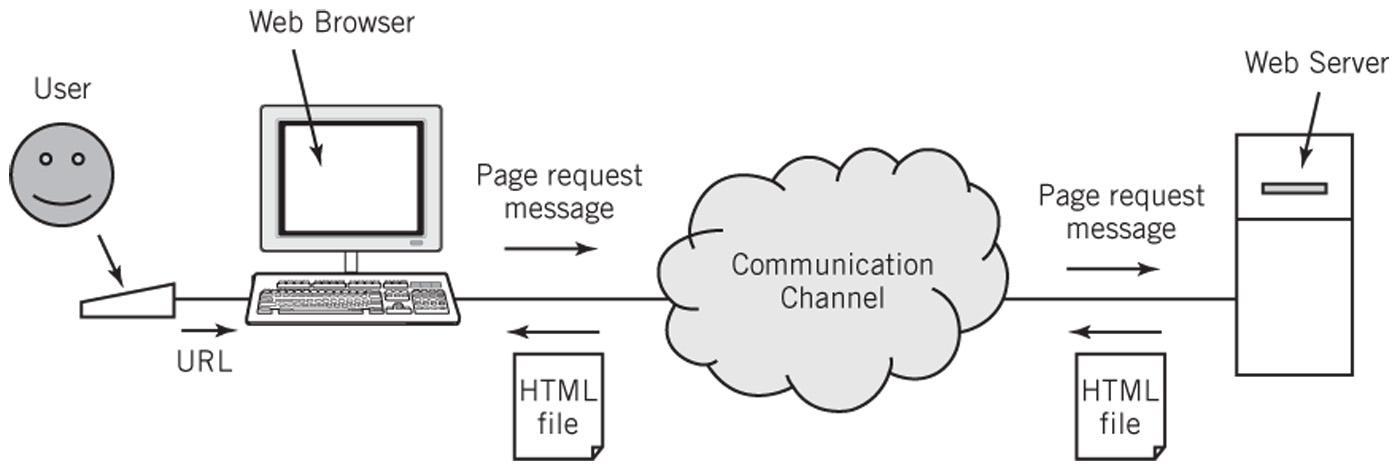 Web Browser
Web Server
User
Page request
message
Page request
message
Communication
Channel
URL
HTML
file
HTML
file